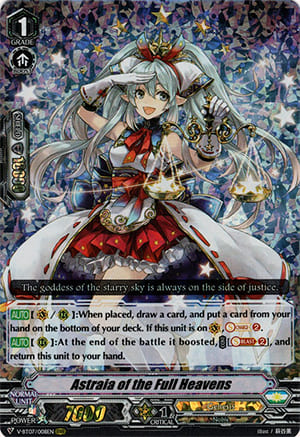 1
GRADE
The goddess of the starry sky is always on the side of justice.
AUTO [ ]:When placed, draw a card, and put a card from your
hand on the bottom of your deck. If this unit is on , CHARGE 2.
AUTO [ ]:At the end of the battle it boosted, BLAST 2], and
return this unit to your hand.
Astraia of the Full Heavens
NORMAL
UNIT
POWER
7000
1
CRITICAL
V-BT07/008EN RRR